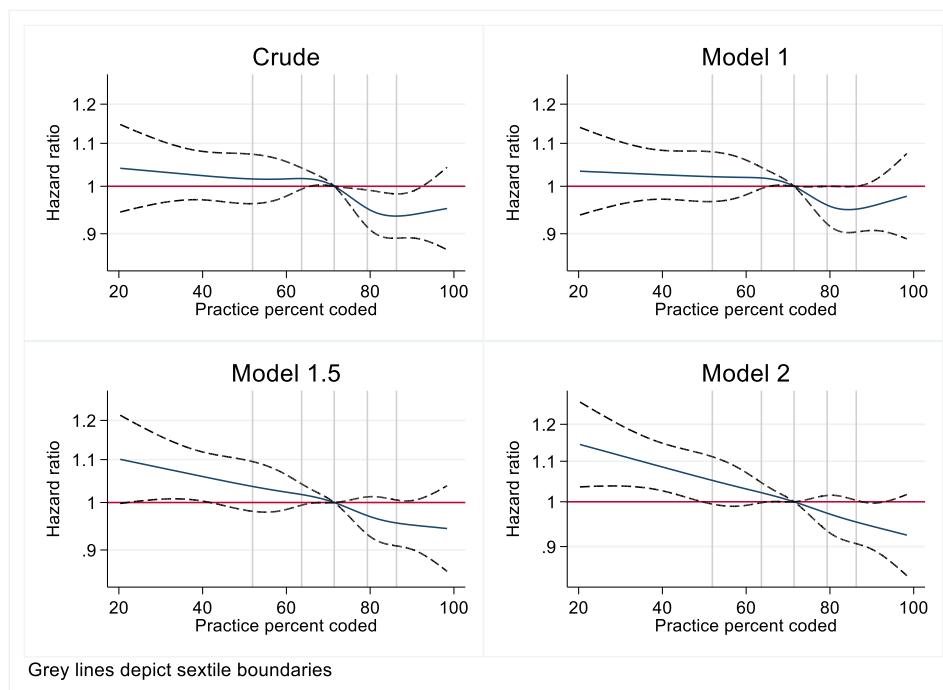 Crude
Hazard ratio
1.2
1.1
1
.9
20 40 60 80 100
Practice percent coded
Model 1
Hazard ratio
1.2
1.1
1
.9
20 40 60 80 100
Practice percent coded
Model 1.5
Hazard ratio
1.2
1.1
1
.9
20 40 60 80 100
Practice percent coded
Model 2
Hazard ratio
1.2
1.1
1
.9
20 40 60 80 100
Practice percent coded
Grey lines depict sextile boundaries